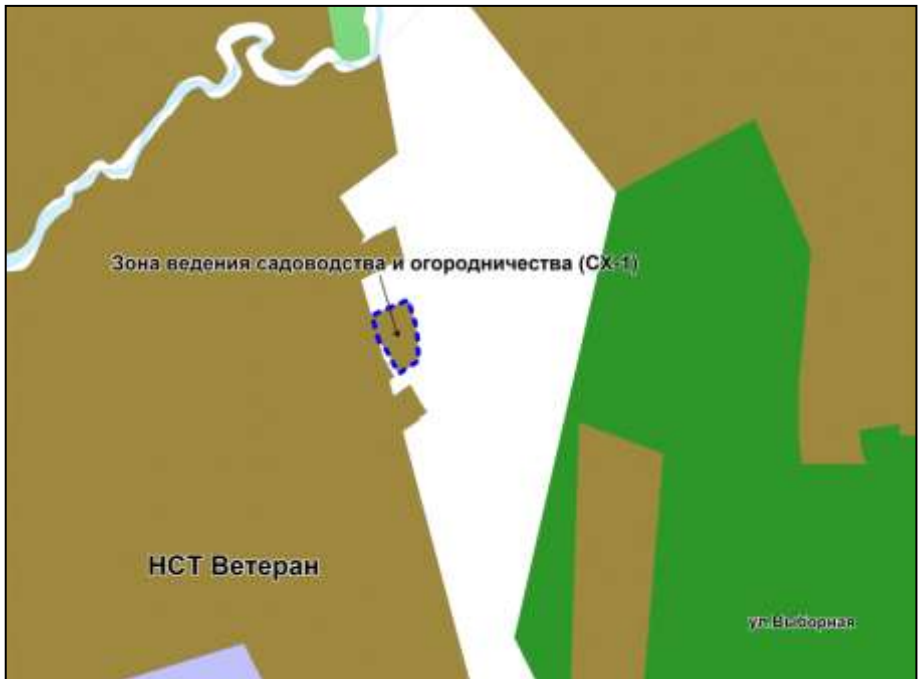 Зона ведения садоводства и огородничества (СХ-1)
НСТ Ветеран
ул.Выборная